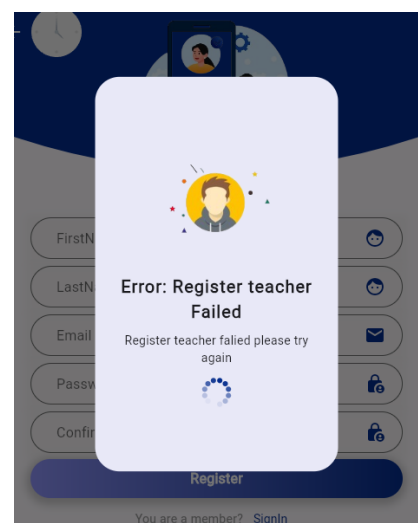 FirstN
LastN
Email
Passw
Confir
Error: Register teacher
Failed
Register teacher falied please try
again
Register
You are a member? SignIn